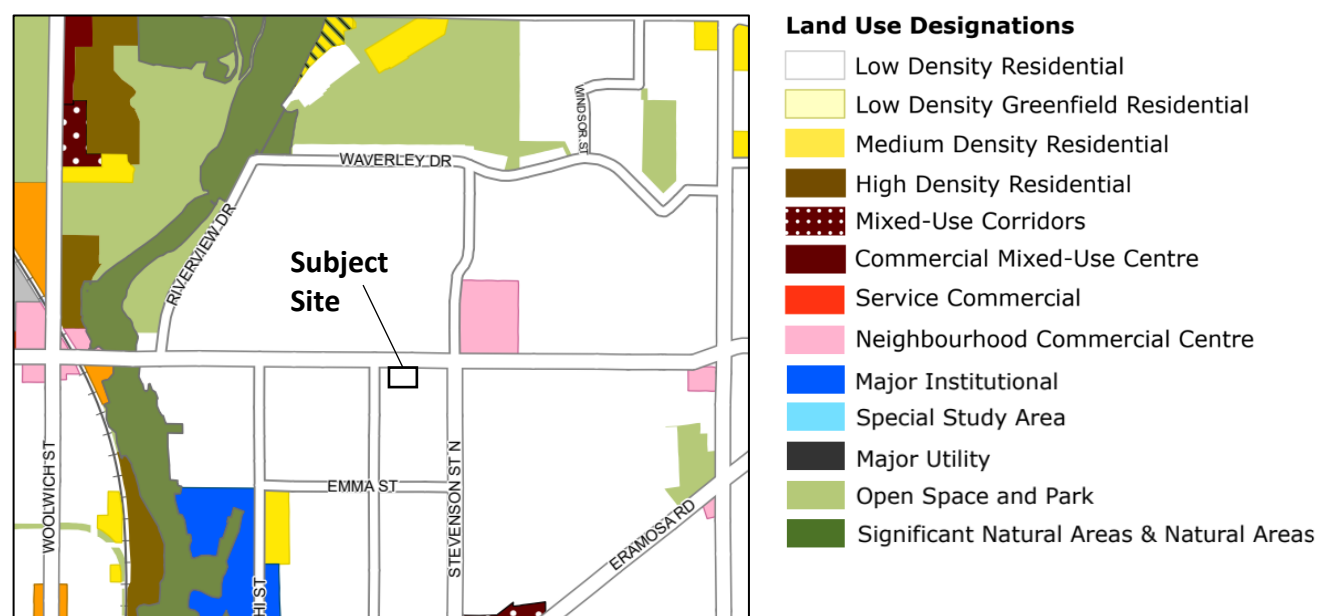 WAVERLEY DR
WINDSOR ST
RIVERVIEW DR
Subject
Site
WOOLWICH ST
EMMA ST
STEVENSON ST N
ERAMOSA RD
HI ST
Land Use Designations
Low Density Residential
Low Density Greenfield Residential
Medium Density Residential
High Density Residential
Mixed-Use Corridors
Commercial Mixed-Use Centre
Service Commercial
Neighbourhood Commercial Centre
Major Institutional
Special Study Area
Major Utility
Open Space and Park
Significant Natural Areas & Natural Areas